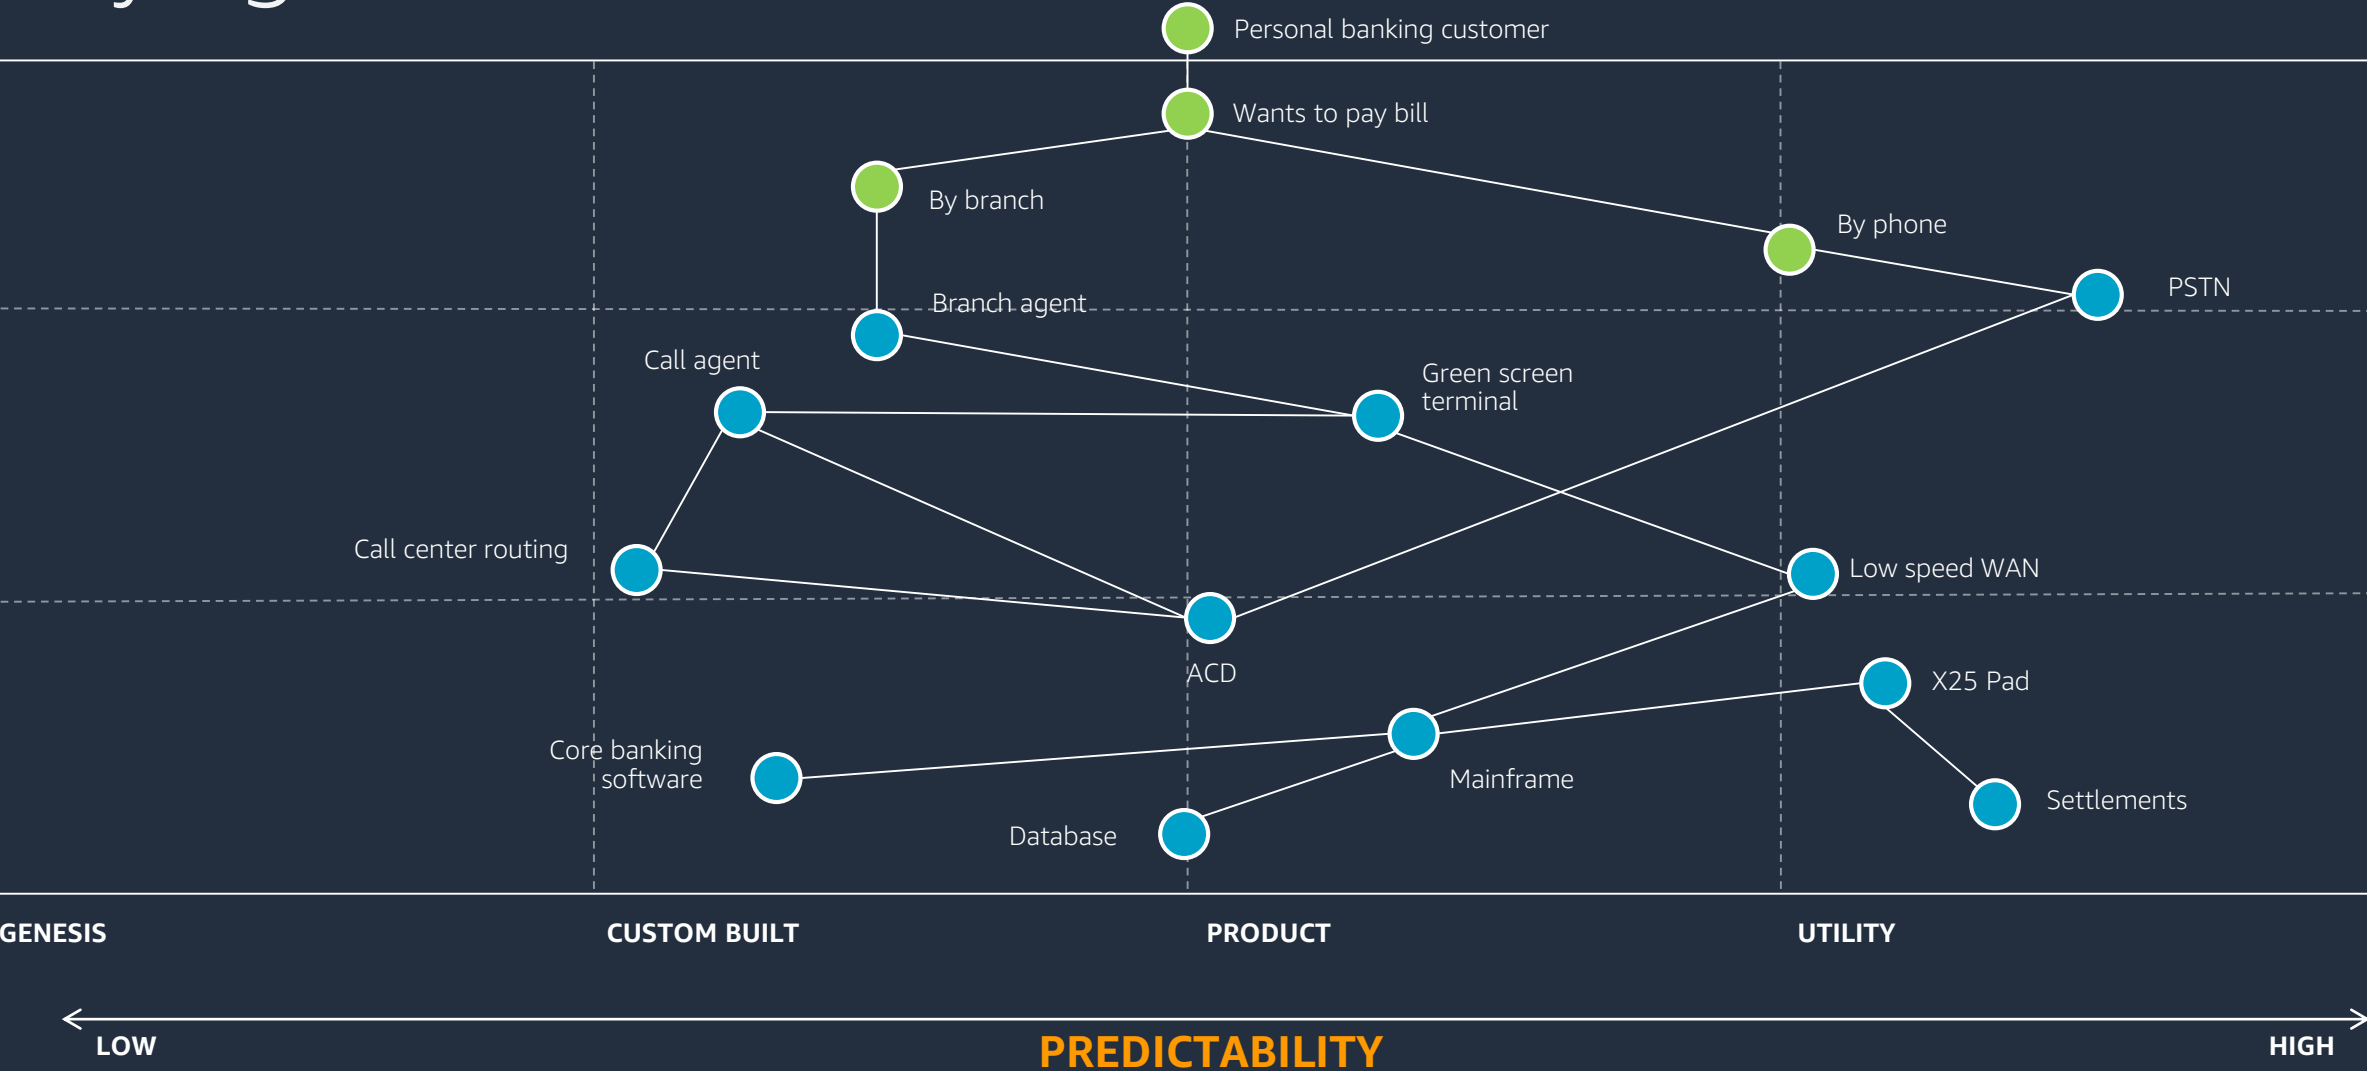 Personal banking customer
Wants to pay bill
By branch
By phone
PSTN
Branch agent
Call agent
Green screen
terminal
Call center routing
Low speed WAN
ACD
X25 Pad
Core banking
software
Mainframe
Settlements
Database
GENESIS
CUSTOM BUILT
PRODUCT
UTILITY
LOW
PREDICTABILITY
HIGH